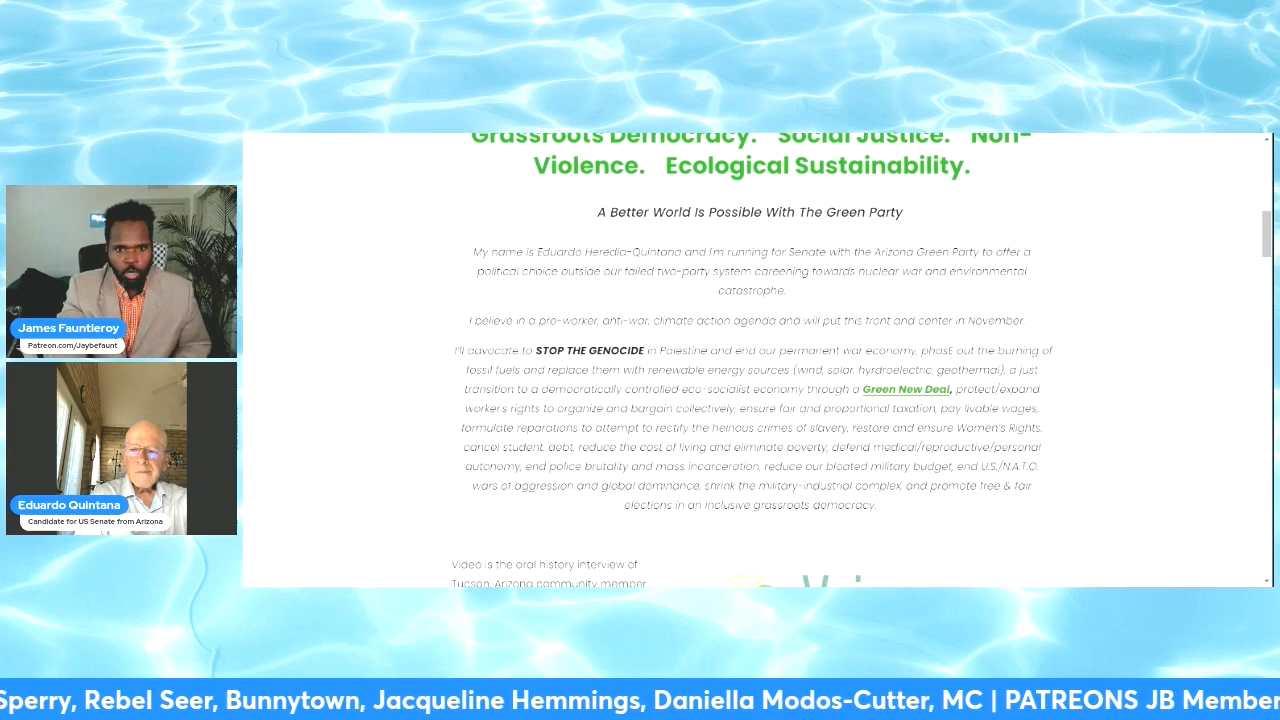 Grassroots Democracy. Social Justice. Non-
Violence. Ecological Sustainability.
A Better World Is Possible With The Green Party
My name is Eduardo Heredia-Quintana and I'm running for Senate with the Arizona Green Party to offer a
political choice outside our failed two-party system careening towards nuclear war and environmental
catastrophe.
I believe in a pro-worker, anti-war, climate action agenda and will put this front and center in November.
I'll advocate to STOP THE GENOCIDE in Palestine and end our permanent war economy, phasE out the burning of
fossil fuels and replace them with renewable energy sources (wind, solar, hydroelectric, geothermal), a just
transition to a democratically controlled eco-socialist economy through a Green New Deal, protect/expand
worker's rights to organize and bargain collectively, ensure fair and proportional taxation, pay livable wages,
formulate reparations to attempt to rectify the heinous crimes of slavery, restore and ensure Women's Rights,
cancel student, deat, reduce the cost of living and eliminate poverty, defend medical/reproductive/personal
autonomy, end police brutality and mass incarceration, reduce our bloated military budget, end U.S./N.A.T.O.
wars of aggression and global dominance, shrink the military-industrial complex, and promote free & fair
elections in an inclusive grassroots democracy.
Video is the oral history interview of
Tucson, Arizona community member
James Fauntleroy
Patreon.com/Jaybefaunt
Eduardo Quintana
Candidate for US Senate from Arizona
Sperry, Rebel Seer, Bunnytown, Jacqueline Hemmings, Daniella Modos-Cutter, MC | PATREONS JB Member